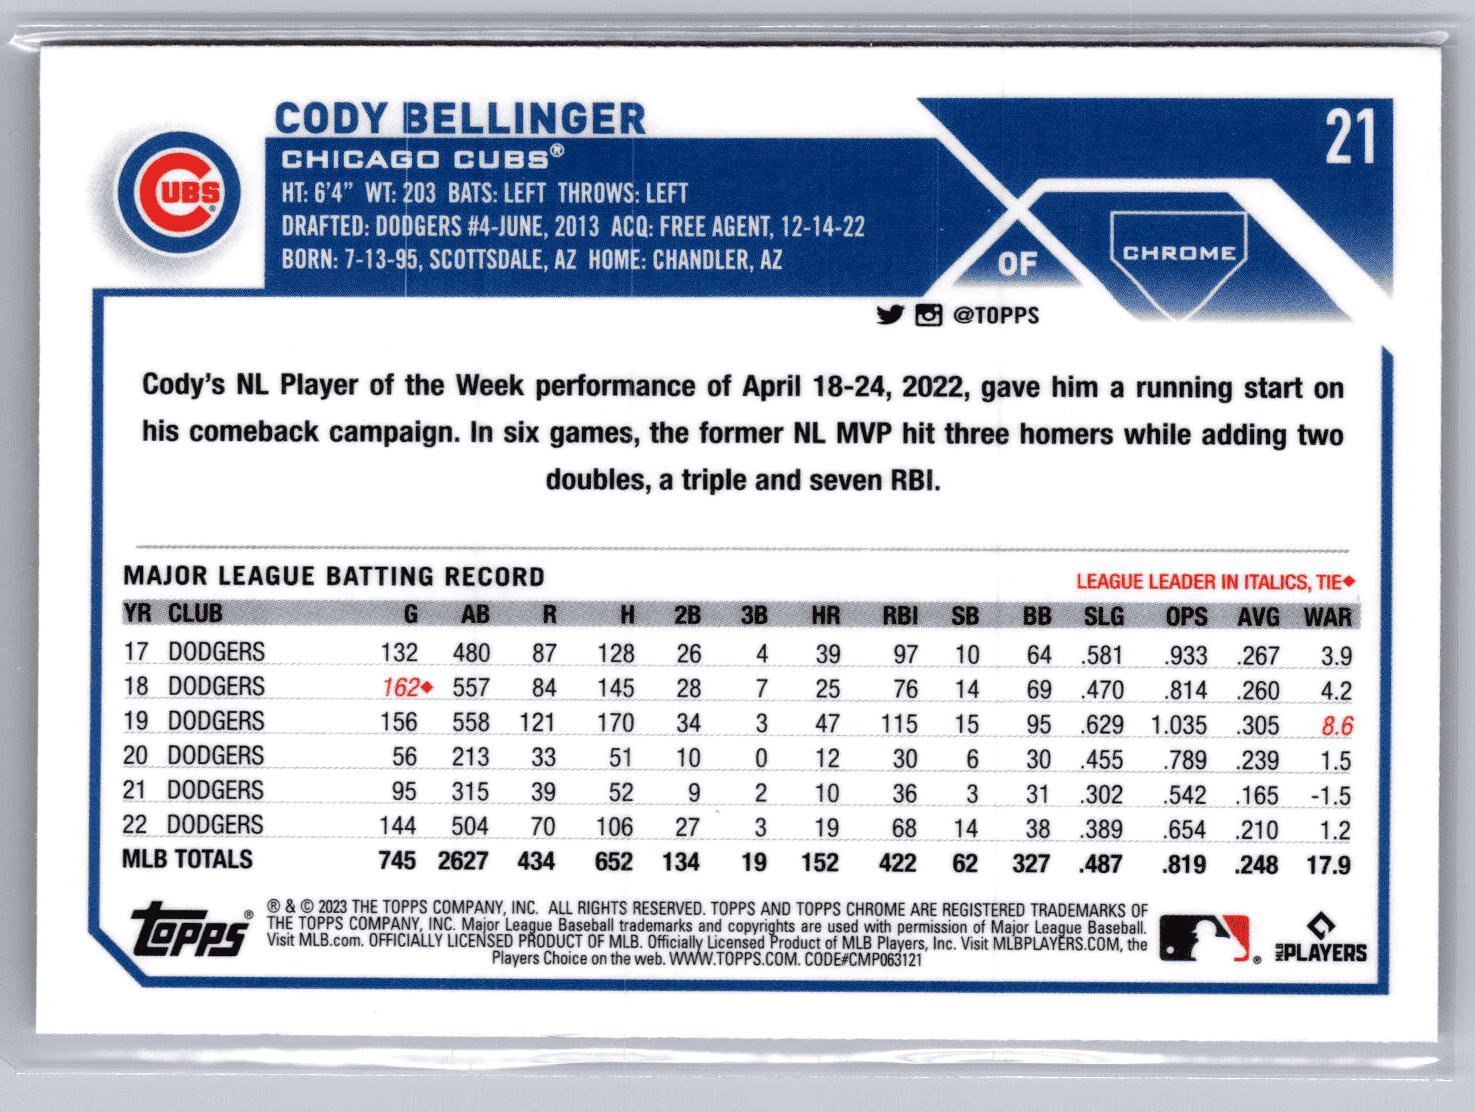 CODY BELLINGER
21
CHICAGO CUBS®
CUBS®
HT: 6'4" WT: 203 BATS: LEFT THROWS: LEFT
DRAFTED: DODGERS #4-JUNE, 2013 ACQ: FREE AGENT, 12-14-22
BORN: 7-13-95, SCOTTSDALE, AZ HOME: CHANDLER, AZ
OF
CHROME
@TOPPS
Cody's NL Player of the Week performance of April 18-24, 2022, gave him a running start on
his comeback campaign. In six games, the former NL MVP hit three homers while adding two
doubles, a triple and seven RBI.
MAJOR LEAGUE BATTING RECORD
LEAGUE LEADER IN ITALICS, TIE◆
YR CLUB G AB R H 2B 3B HR RBI SB BB SLG OPS AVG WAR
17 DODGERS 132 480 87 128 26 4 39 97 10 64 .581 .933 .267 3.9
18 DODGERS 162◆ 557 84 145 28 7 25 76 14 69 .470 .814 .260 4.2
19 DODGERS 156 558 121 170 34 3 47 115 15 95 .629 1.035 .305 8.6
20 DODGERS 56 213 33 51 10 0 12 30 6 30 .455 .789 .239 1.5
21 DODGERS 95 315 39 52 9 2 10 36 3 31 .302 .542 .165 -1.5
22 DODGERS 144 504 70 106 27 3 19 68 14 38 .389 .654 .210 1.2
MLB TOTALS 745 2627 434 652 134 19 152 422 62 327 .487 .819 .248 17.9
Topps®
® & © 2023 THE TOPPS COMPANY, INC. ALL RIGHTS RESERVED. TOPPS AND TOPPS CHROME ARE REGISTERED TRADEMARKS OF
THE TOPPS COMPANY, INC. Major League Baseball trademarks and copyrights are used with permission of Major League Baseball.
Visit MLB.com. OFFICIALLY LICENSED PRODUCT OF MLB. Officially Licensed Product of MLB Players, Inc. Visit MLBPLAYERS.COM, the
Players Choice on the web. WWW.TOPPS.COM. CODE#CMP063121
®
MLB PLAYERS